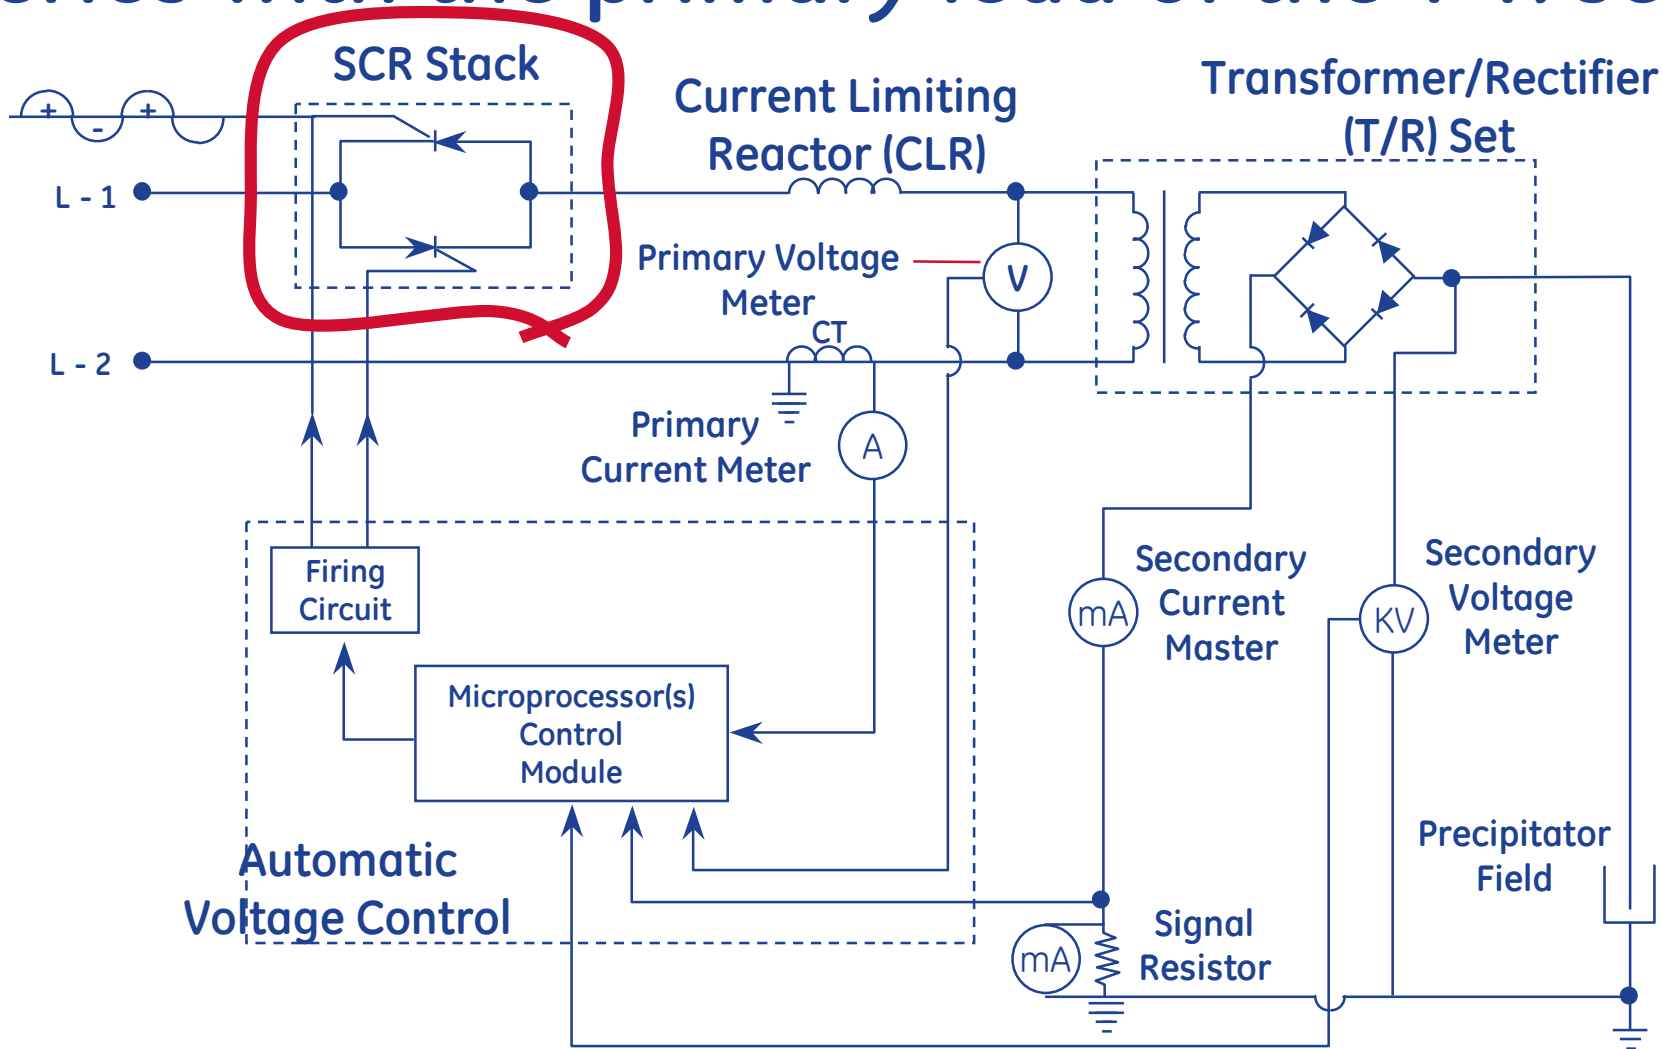 SCR Stack
Current Limiting
Reactor (CLR)
Transformer/Rectifier
(T/R) Set
+
-
+
L - 1
Primary Voltage
Meter
V
CT
L - 2
Primary
Current Meter
A
Firing
Circuit
Secondary
Current
Master
mA
Secondary
Voltage
Meter
KV
Microprocessor(s)
Control
Module
Automatic
Voltage Control
Precipitator
Field
Signal
Resistor
mA